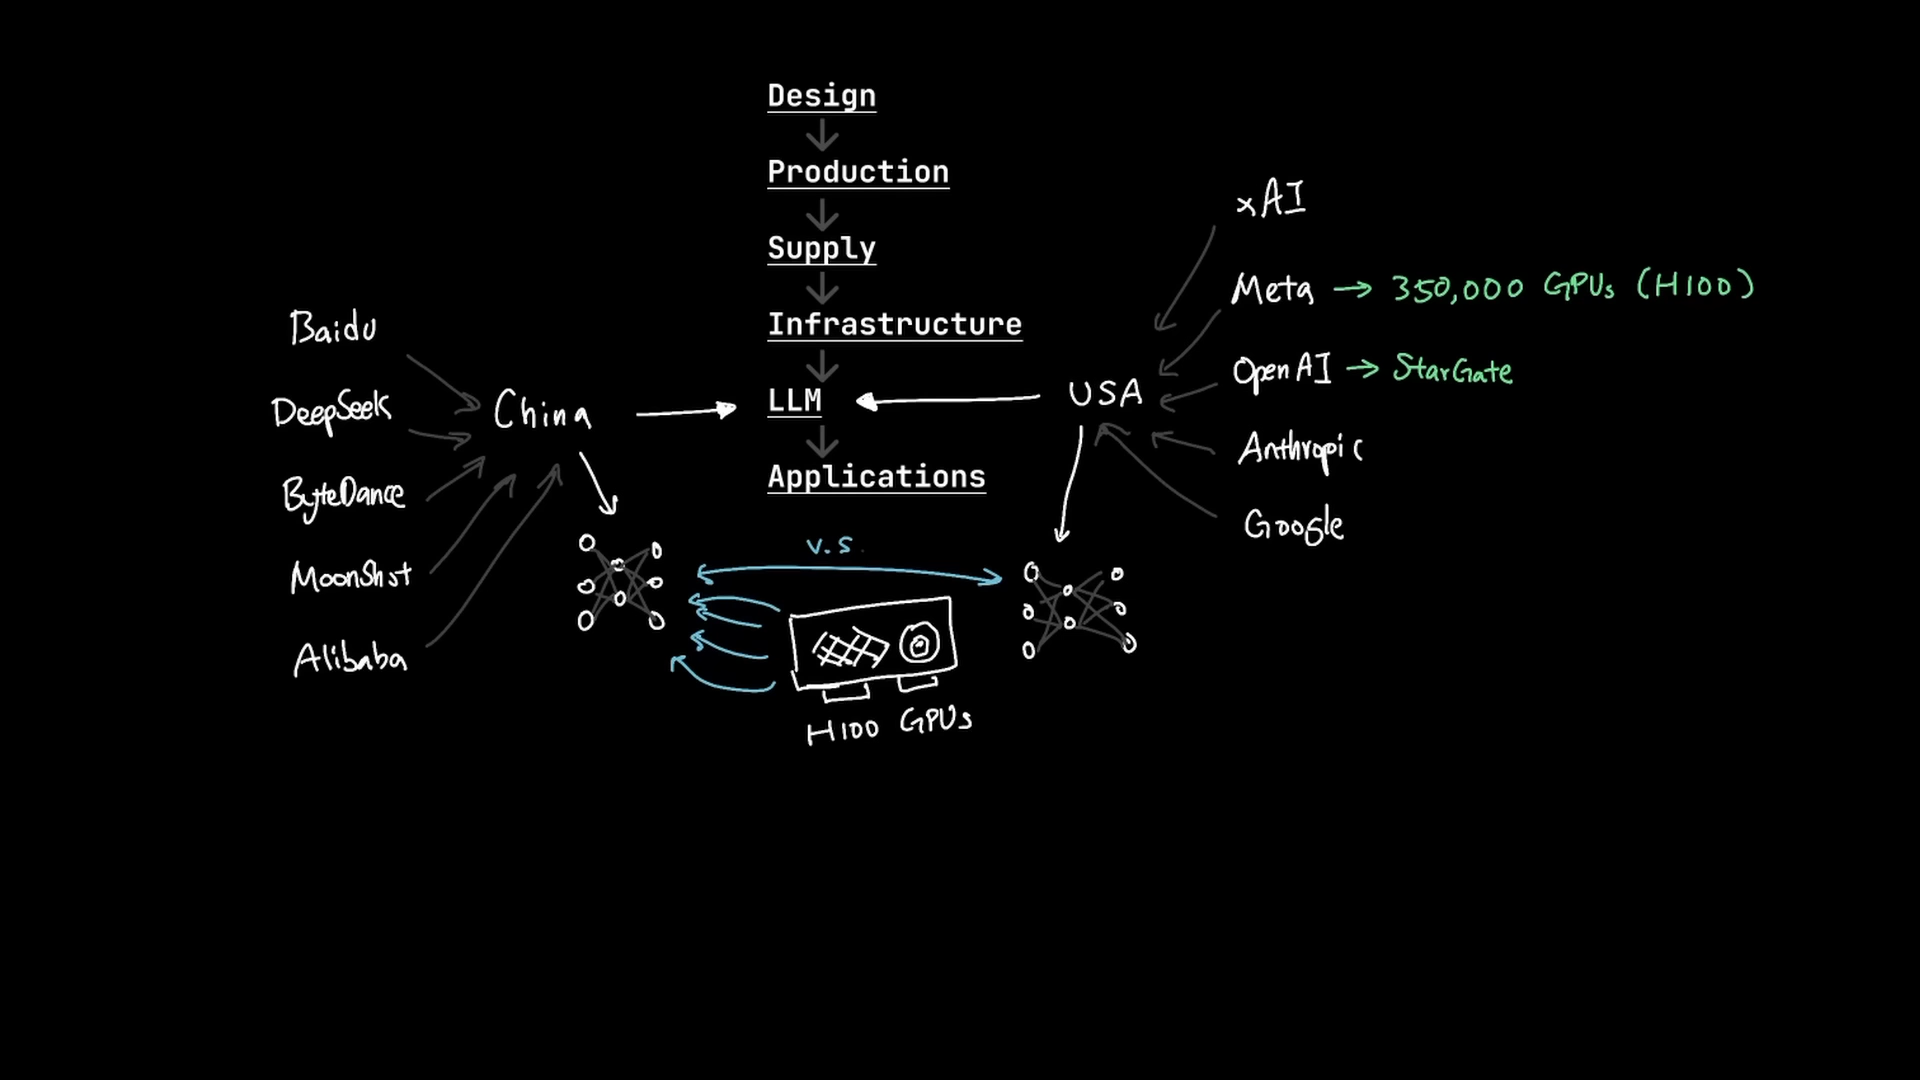 Design
Production
Supply
Infrastructure
LLM
Applications
Baidu
DeepSeek
ByteDance
MoonShst
Alibaba
China
USA
xAI
Meta → 350,000 GPUs (H100)
OpenAI → StarGate
Anthropic
Google
v.s.
H100 GPUs